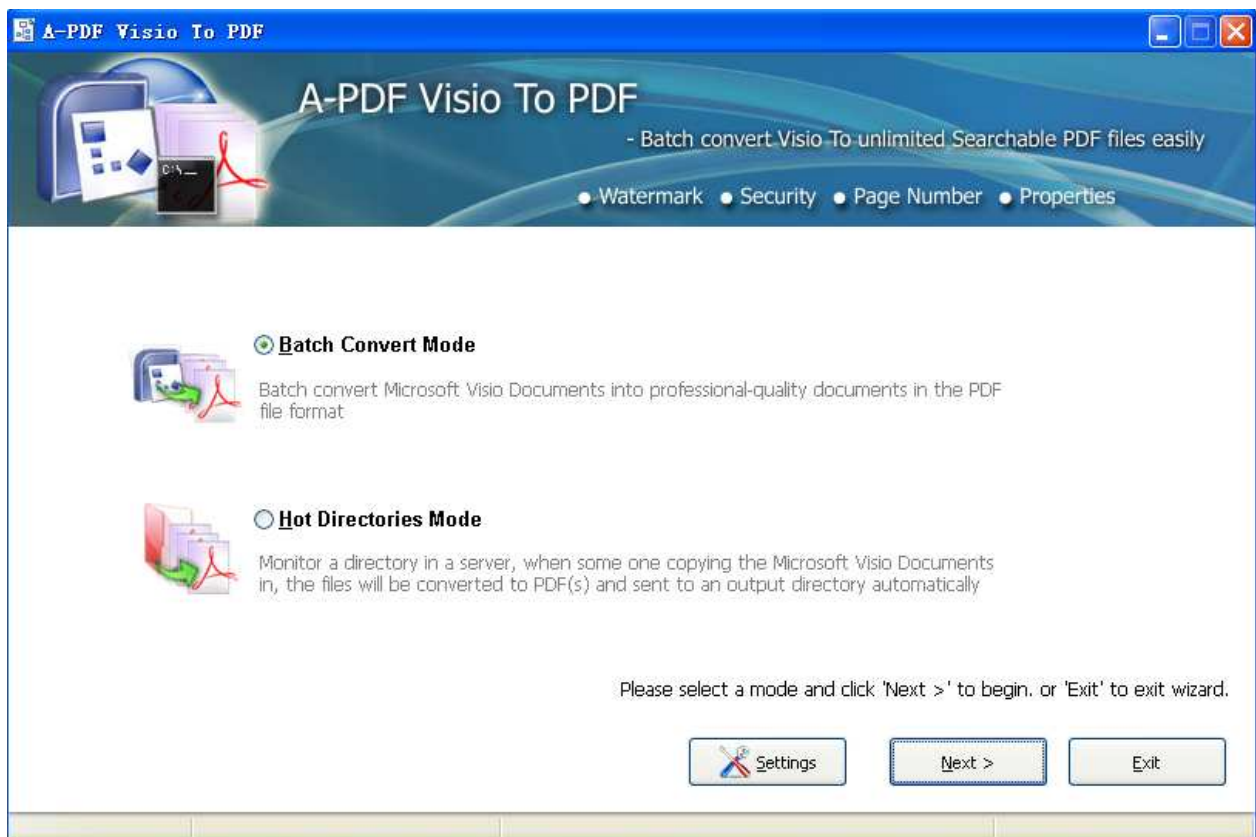 A-PDF Visio To PDF
A-PDF Visio To PDF
- Batch convert Visio To unlimited Searchable PDF files easily
● Watermark ● Security ● Page Number ● Properties
C:\_
Batch Convert Mode
Batch convert Microsoft Visio Documents into professional-quality documents in the PDF
file format
Hot Directories Mode
Monitor a directory in a server, when some one copying the Microsoft Visio Documents
in, the files will be converted to PDF(s) and sent to an output directory automatically
Please select a mode and click 'Next >' to begin. or 'Exit' to exit wizard.
Settings
Next >
Exit